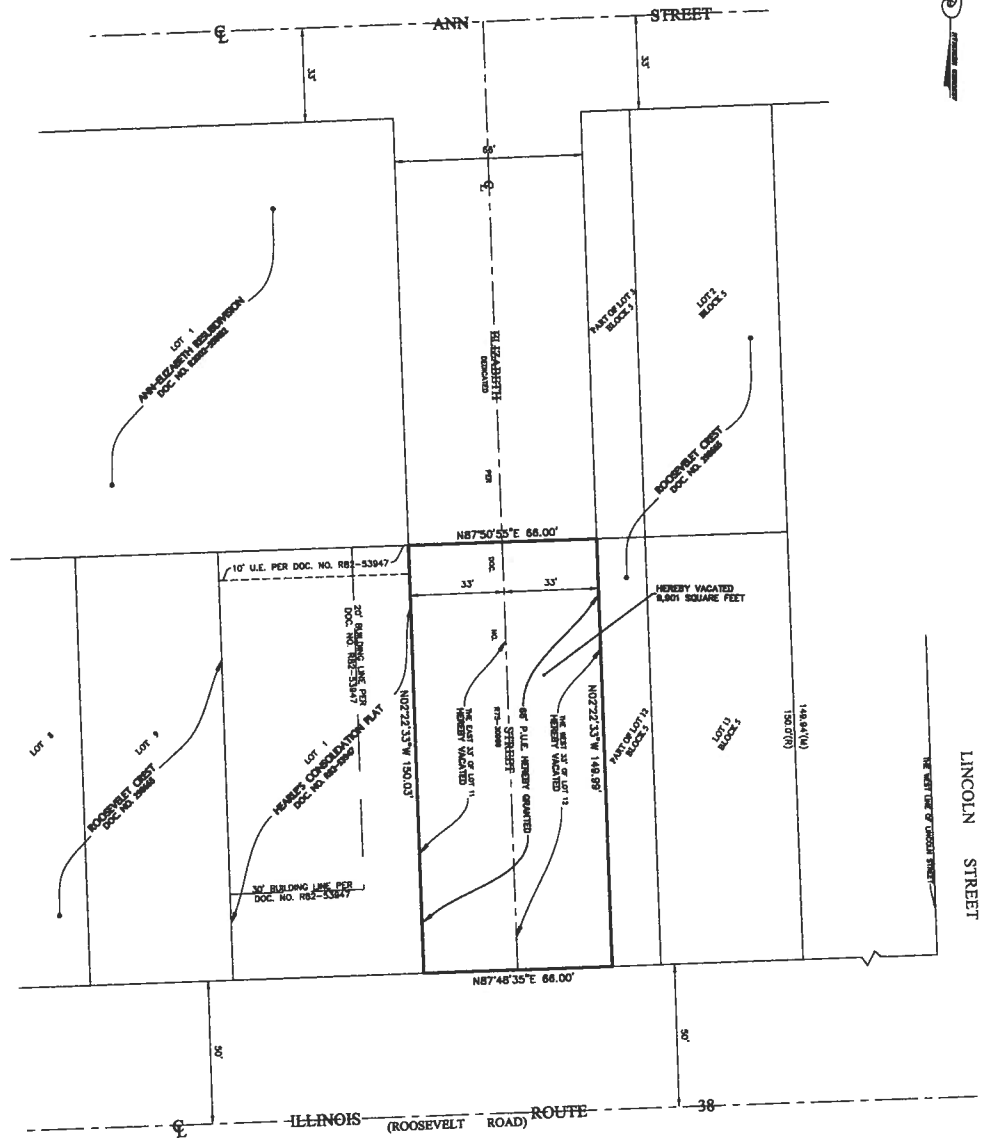 ANN STREET
33'
33'
66'
LOT 1
ANN-ELIZABETH RESUBDIVISION
DOC. NO.
ELIZABETH
DEDICATED
PER
DOC.
NO.
STREET
PART OF LOT
BLOCK 5
LOT 2
BLOCK 5
ROOSEVELET CREST
DOC. NO.
N87°50'55"E 66.00'
10' U.E. PER DOC. NO. R82-53947
33'
33'
HEREBY VACATED
9,901 SQUARE FEET
20' BUILDING LINE PER
DOC. NO. R82-53947
N02°22'33"W 150.03'
THE EAST 33' OF LOT 11
HEREBY VACATED
66' P.U.E. HEREBY GRANTED
THE WEST 33' OF LOT 12
HEREBY VACATED
N02°22'33"W 149.99'
PART OF LOT 12
BLOCK 5
LOT 13
BLOCK 5
149.94'(M)
150.0'(R)
THE WEST LINE OF LINCOLN STREET
LINCOLN STREET
LOT 8
LOT 9
ROOSEVELET CREST
DOC. NO.
LOT 1
HEARLE'S CONSOLIDATION PLAT
DOC. NO. R82-53947
30' BUILDING LINE PER
DOC. NO. R82-53947
N87°48'35"E 66.00'
50'
50'
ILLINOIS ROUTE 38
(ROOSEVELT ROAD)